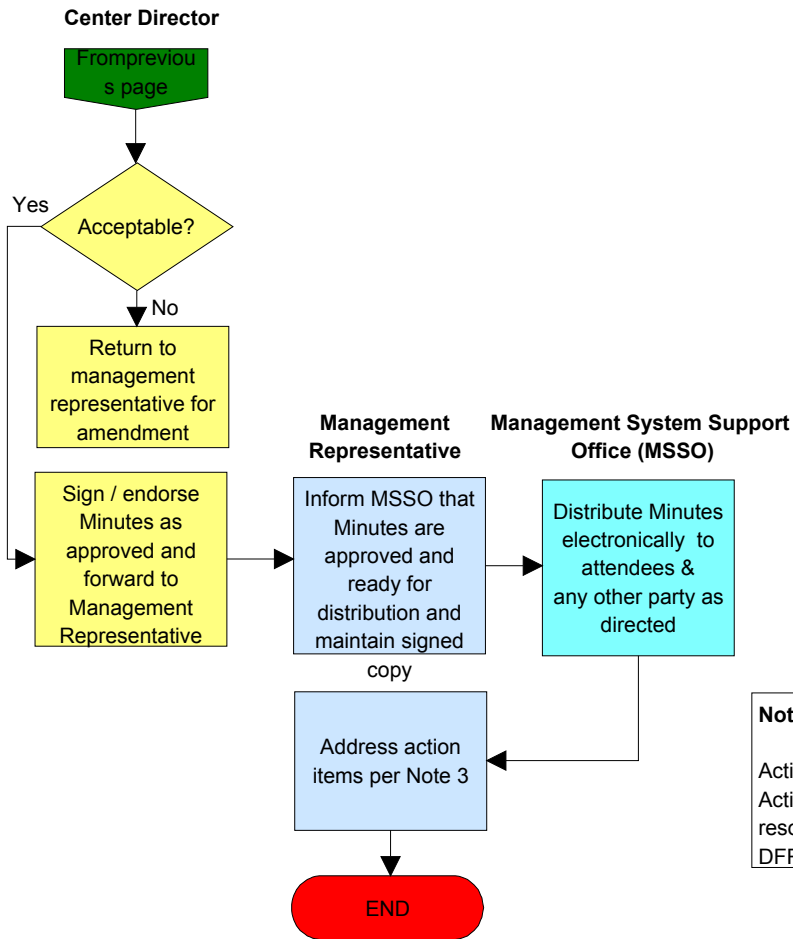 Center Director
Frompreviou
s page
Yes
Acceptable?
No
Return to
management
representative for
amendment
Management
Representative
Management System Support
Office (MSSO)
Sign / endorse
Minutes as
approved and
forward to
Management
Representative
Inform MSSO that
Minutes are
approved and
ready for
distribution and
maintain signed
copy
Distribute Minutes
electronically to
attendees &
any other party as
directed
Address action
items per Note 3
END